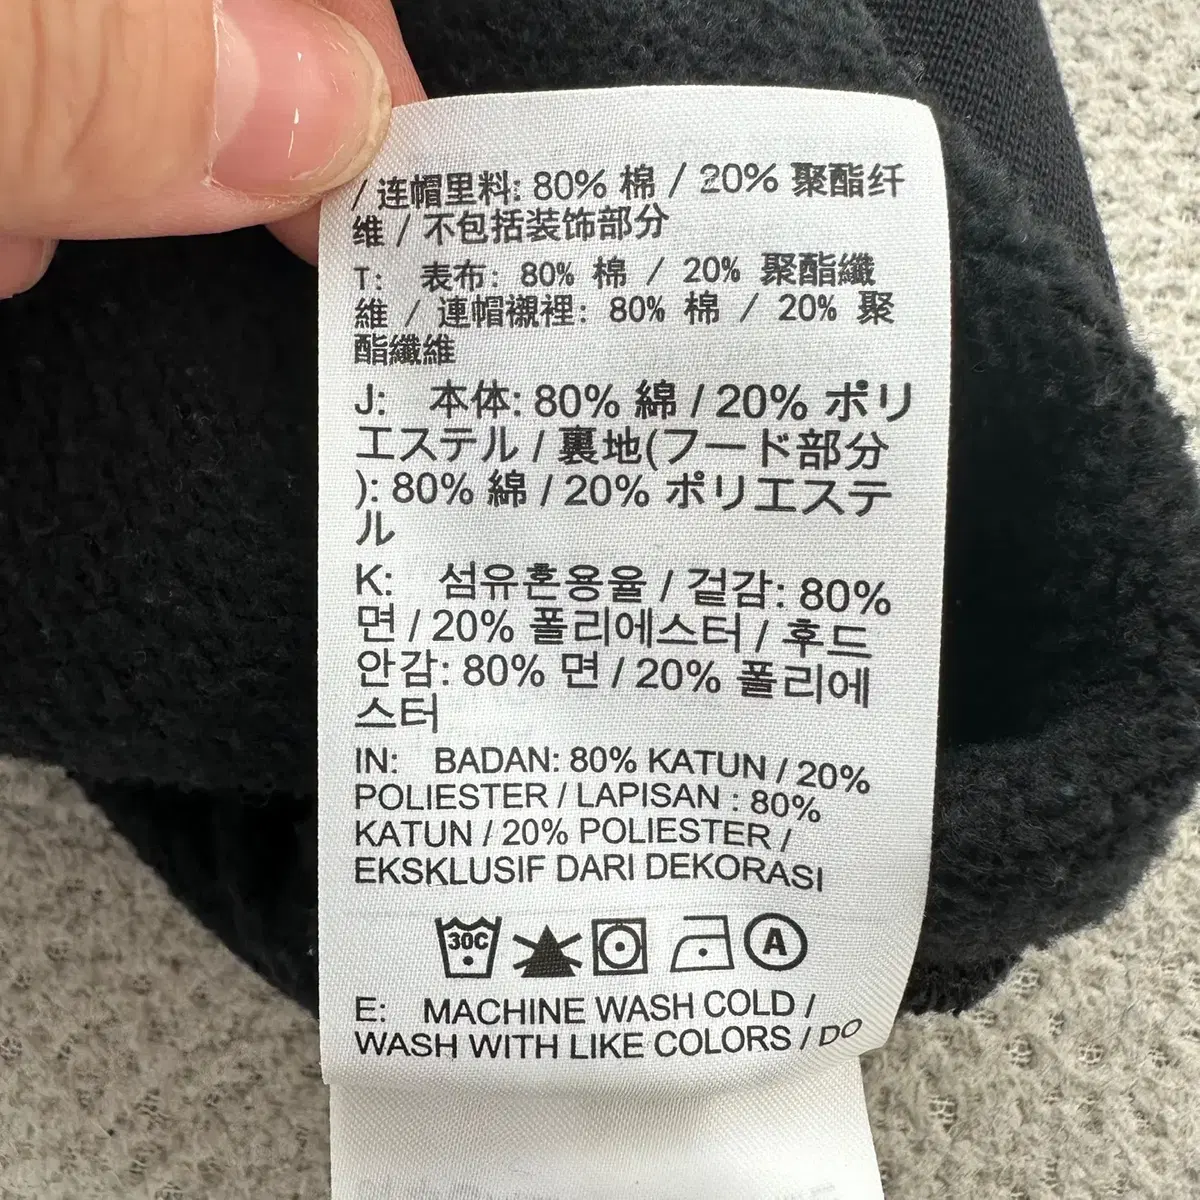 / 连帽里料: 80% 棉 / 20% 聚酯纤
维 / 不包括装饰部分
T: 表布: 80% 棉 / 20% 聚酯纖
維 / 連帽襯裡: 80% 棉 / 20% 聚
酯纖維
J: 本体: 80% 綿 / 20% ポリ
エステル / 裏地(フード部分
): 80% 綿 / 20% ポリエステ
ル
K: 섬유혼용율 / 겉감: 80%
면 / 20% 폴리에스터 / 후드
안감: 80% 면 / 20% 폴리에
스터
IN: BADAN: 80% KATUN / 20%
POLIESTER / LAPISAN : 80%
KATUN / 20% POLIESTER /
EKSKLUSIF DARI DEKORASI
30C A
E: MACHINE WASH COLD /
WASH WITH LIKE COLORS / DO